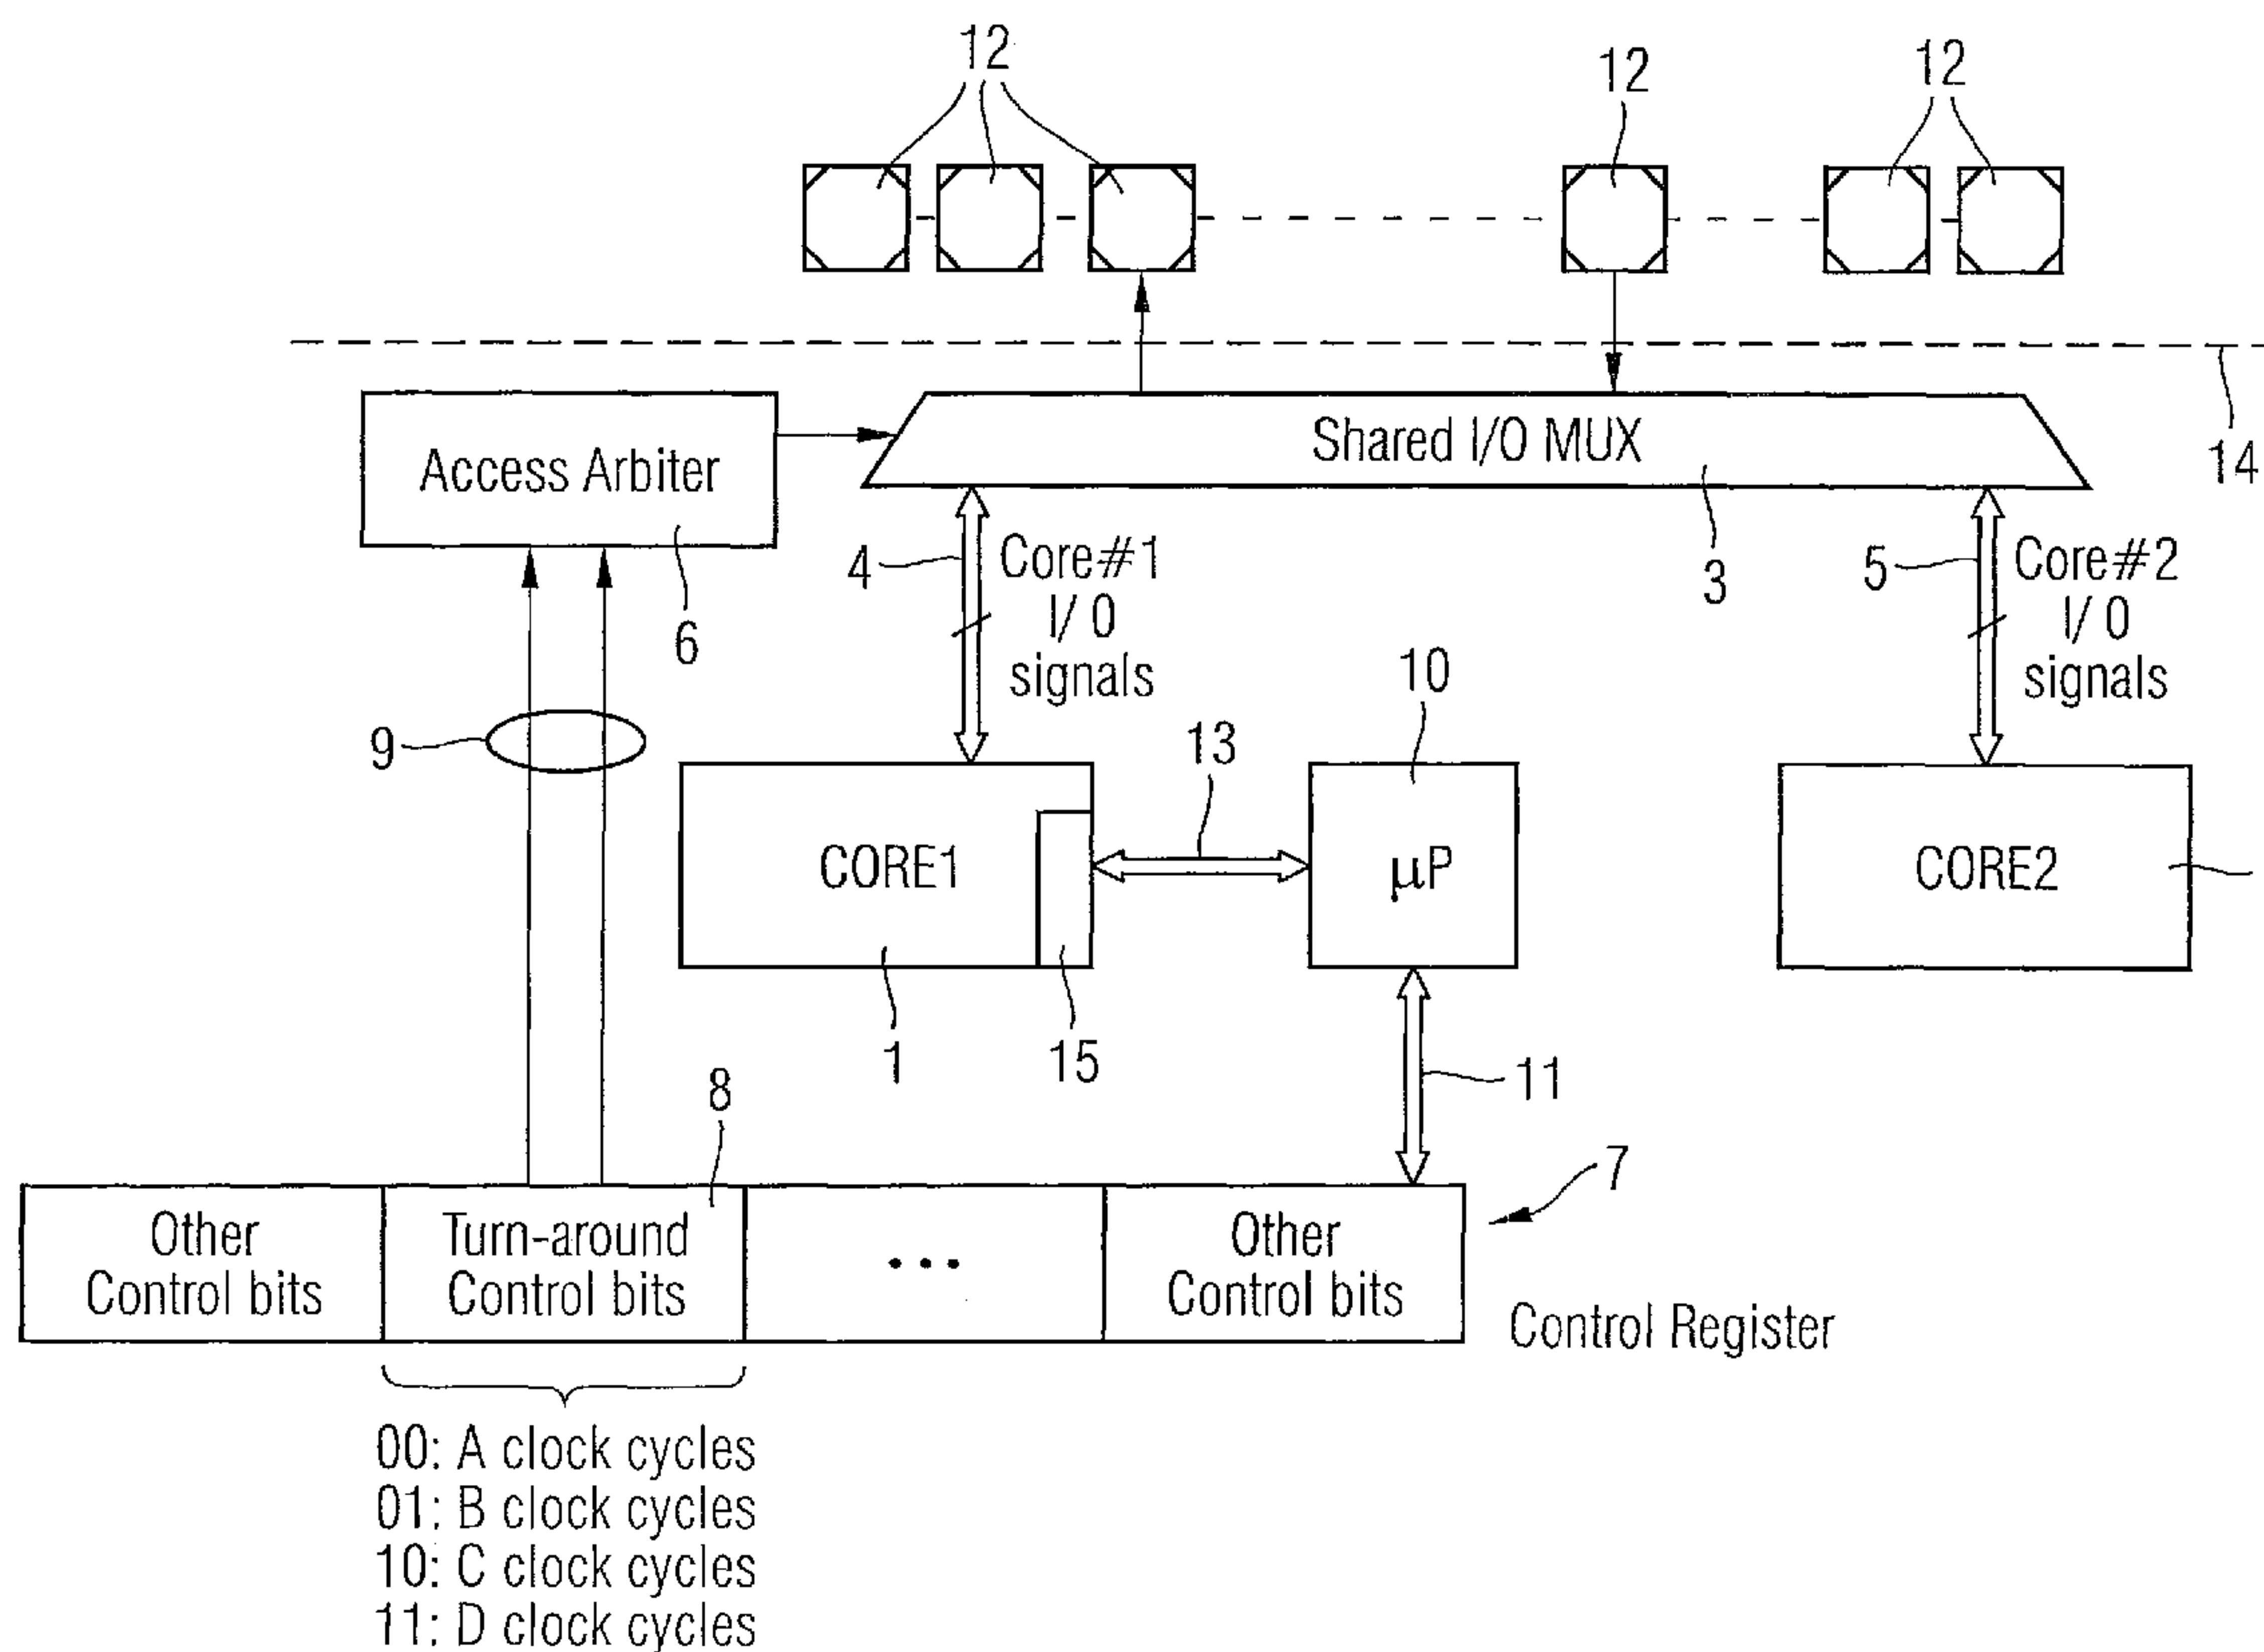 12
12
12
14
Access Arbiter
6
Shared I/O MUX
3
4
Core#1
I/O
signals
5
Core#2
I/O
signals
9
10
13
CORE1
µP
CORE2
1
15
11
8
7
Other
Control bits
Turn-around
Control bits
...
Other
Control bits
Control Register
00: A clock cycles
01: B clock cycles
10: C clock cycles
11: D clock cycles